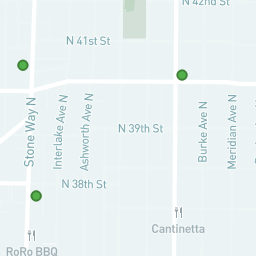 N 42nd St
N 41st St
Stone Way N
Interlake Ave N
Ashworth Ave N
N 39th St
Burke Ave N
Meridian Ave N
N 38th St
Cantinetta
RoRo BBQ